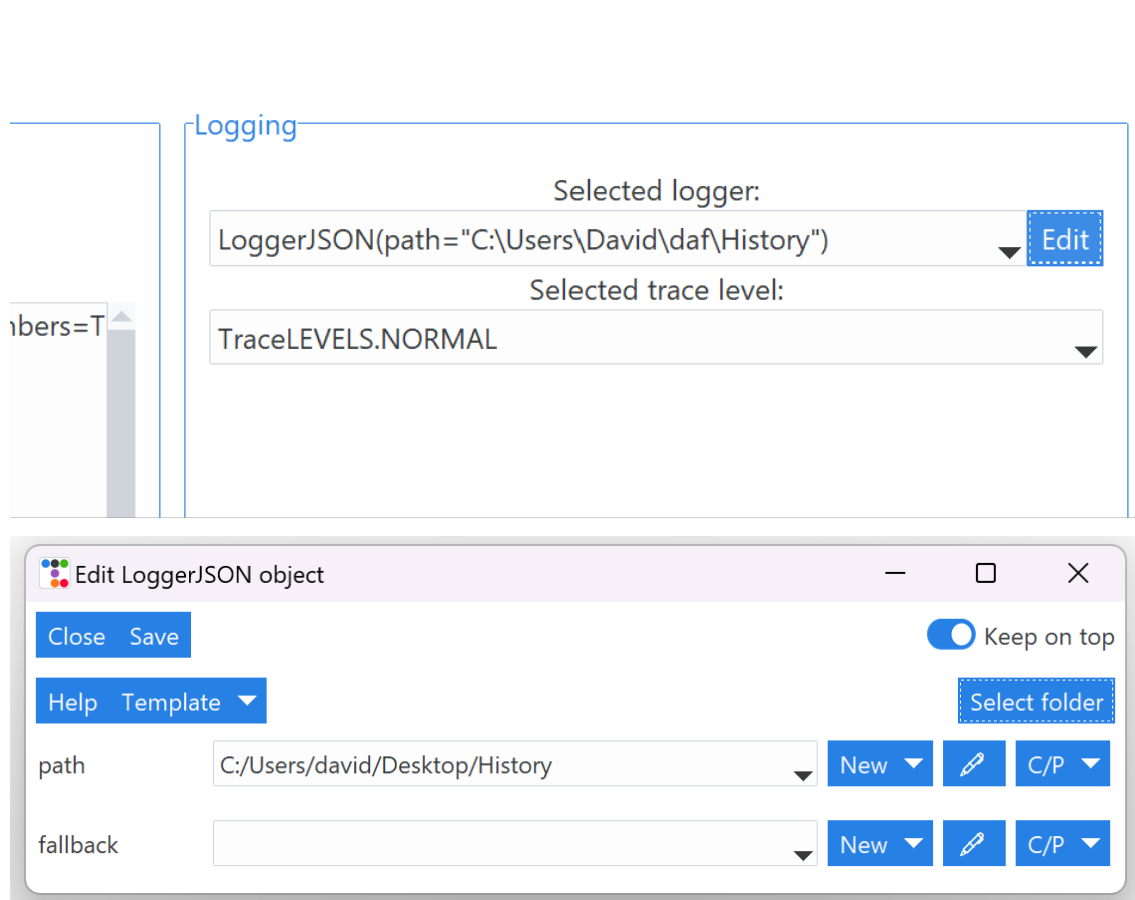 Logging
Selected logger:
LoggerJSON(path="C:\Users\David\daf\History")
Edit
Selected trace level:
TraceLEVELS.NORMAL
nbers=T
Edit LoggerJSON object
Close Save
Keep on top
Help Template
Select folder
path
C:/Users/david/Desktop/History
New
C/P
fallback
New
C/P